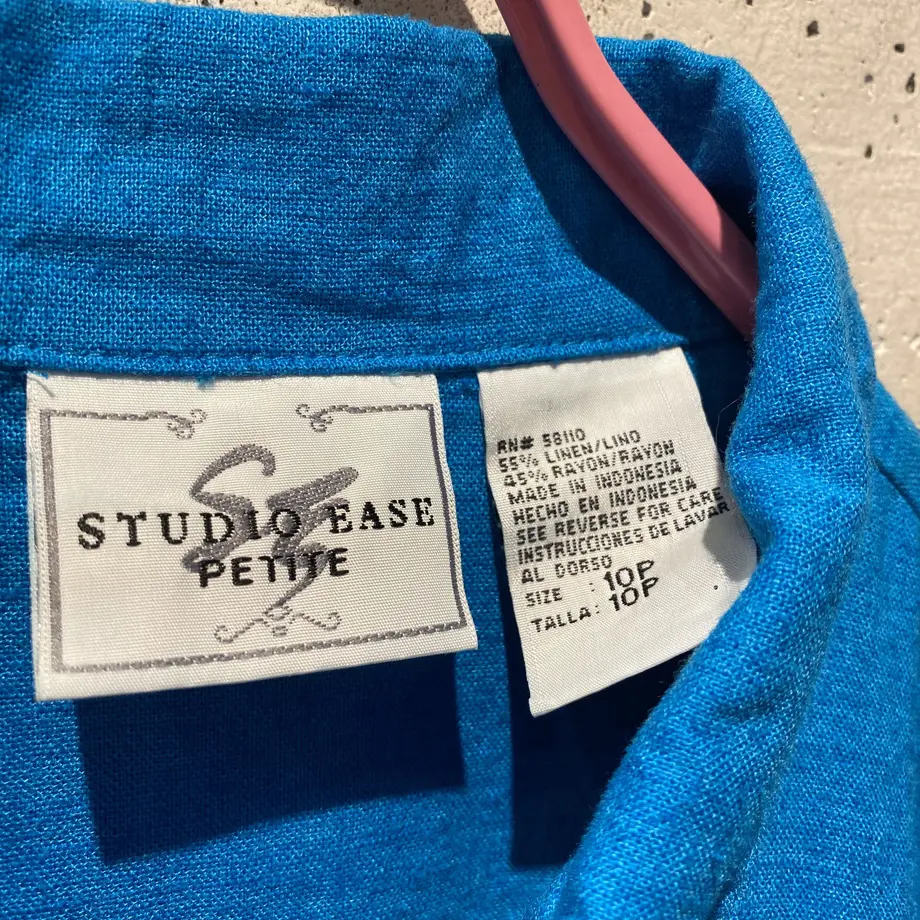 STUDIO EASE
PETITE
RN# 58110
55% LINEN/LINO
45% RAYON/RAYON
MADE IN INDONESIA
HECHO EN INDONESIA
SEE REVERSE FOR CARE
INSTRUCCIONES DE LAVAR
AL DORSO
SIZE : 10P
TALLA: 10P